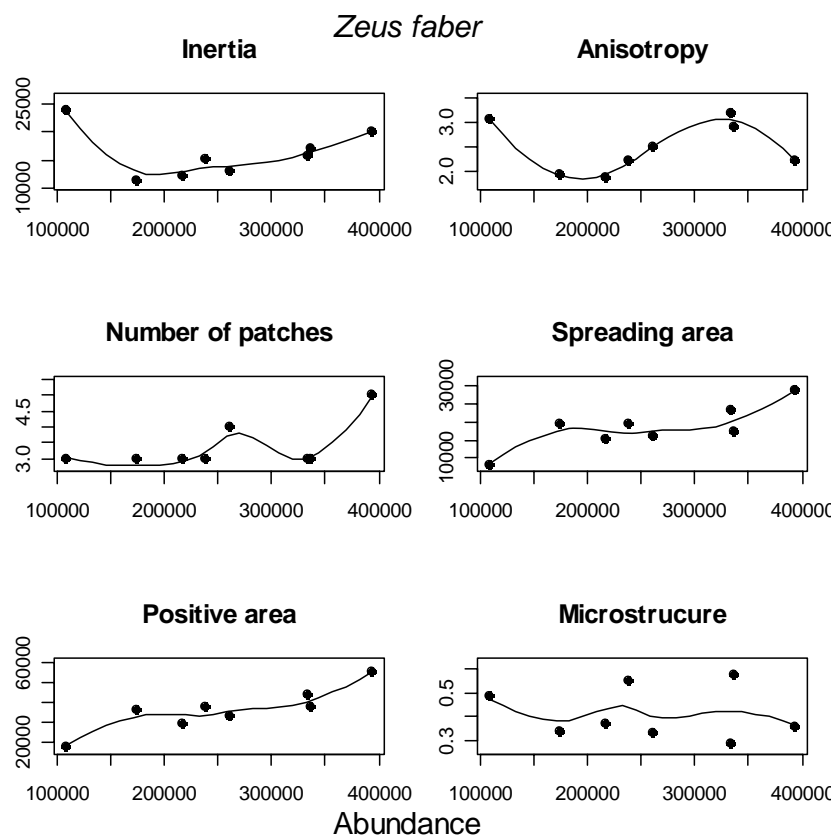 Zeus faber
Inertia
Anisotropy
25000
10000
100000 200000 300000 400000
3.0
2.0
100000 200000 300000 400000
Number of patches
Spreading area
4.5
3.0
100000 200000 300000 400000
30000
10000
100000 200000 300000 400000
Positive area
Microstrucure
60000
20000
100000 200000 300000 400000
0.5
0.3
100000 200000 300000 400000
Abundance